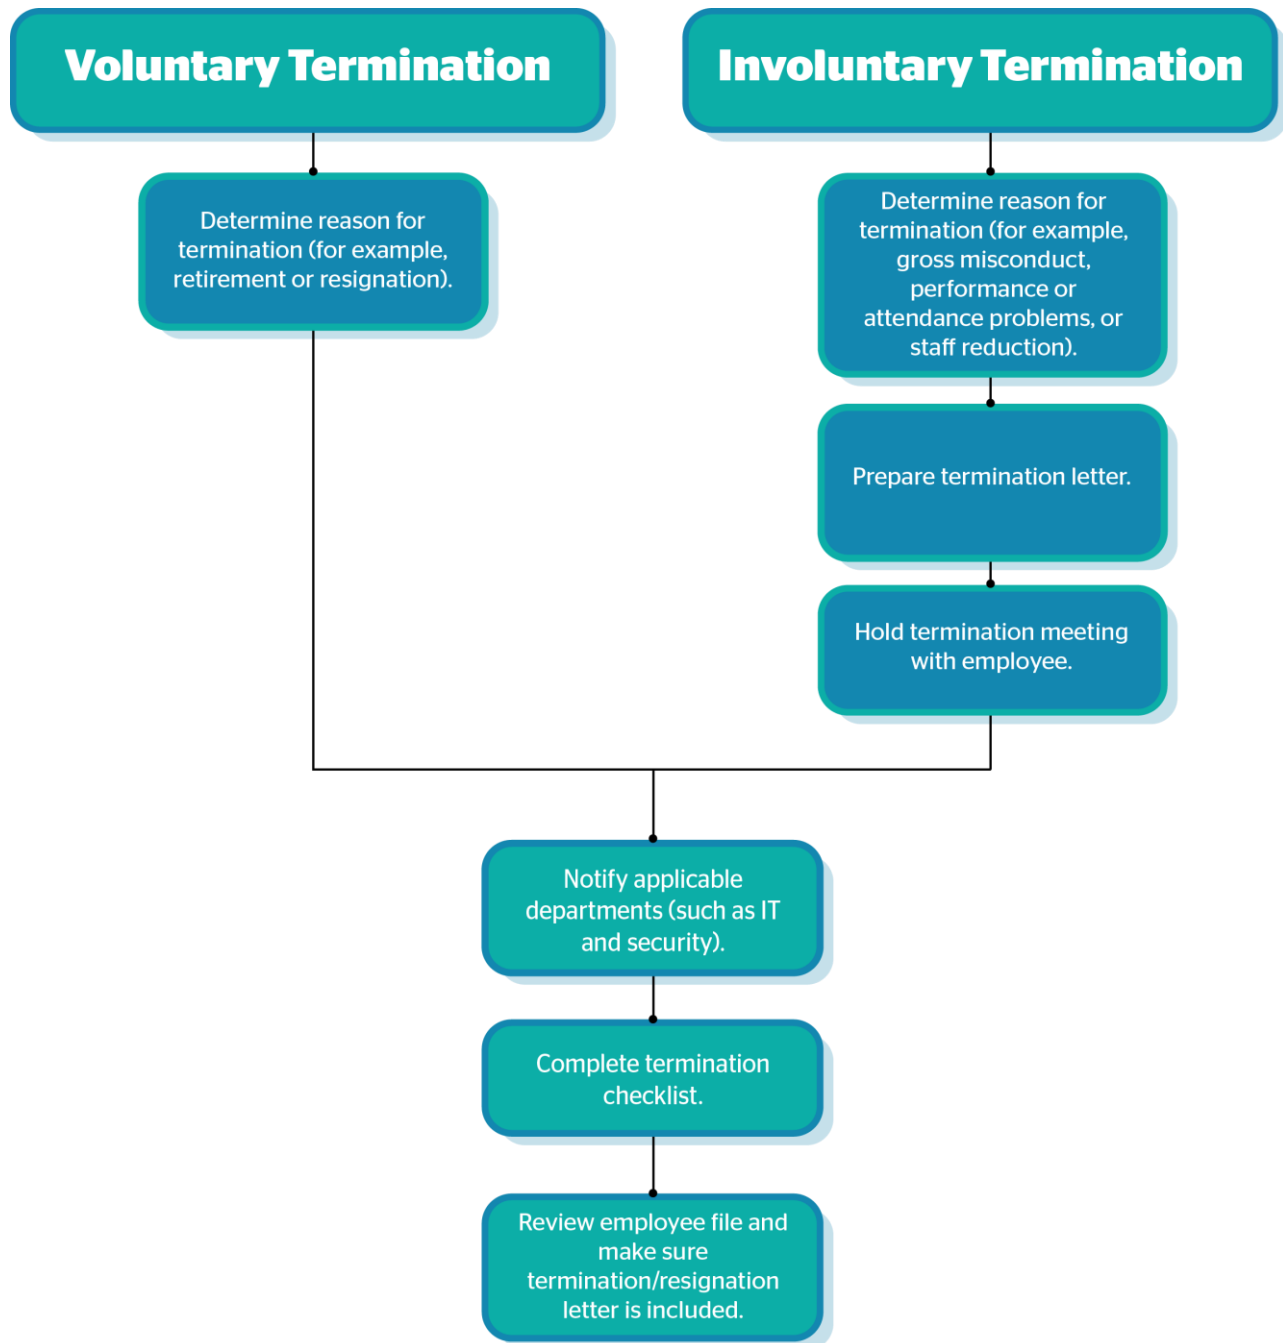 Voluntary Termination
Involuntary Termination
Determine reason for
termination (for example,
retirement or resignation).
Determine reason for
termination (for example,
gross misconduct,
performance or
attendance problems, or
staff reduction).
Prepare termination letter.
Hold termination meeting
with employee.
Notify applicable
departments (such as IT
and security).
Complete termination
checklist.
Review employee file and
make sure
termination/resignation
letter is included.